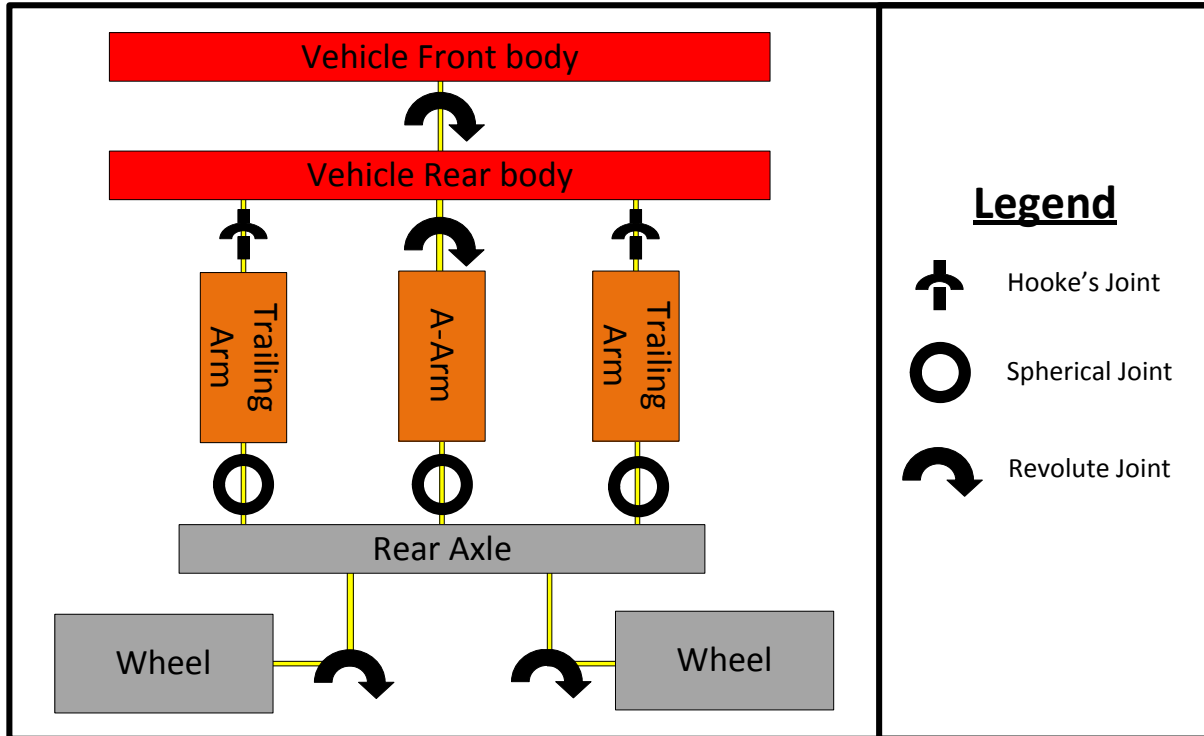 Vehicle Front body
Vehicle Rear body
Trailing
Arm
A-Arm
Trailing
Arm
Rear Axle
Wheel
Wheel
Legend
Hooke’s Joint
Spherical Joint
Revolute Joint